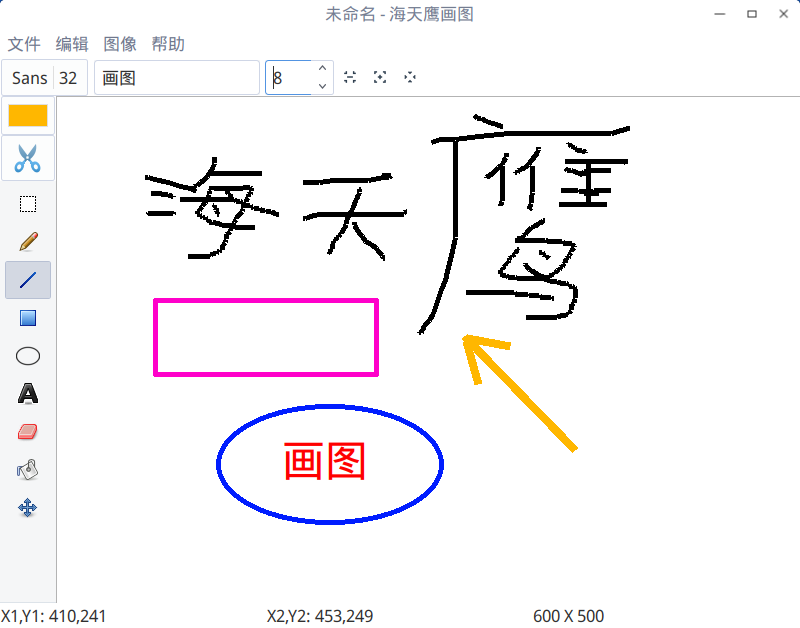 未命名 - 海天鹰画图
文件 编辑 图像 帮助
Sans 32 画图 8
A
海天鹰
画图
X1,Y1: 410,241 X2,Y2: 453,249 600 X 500